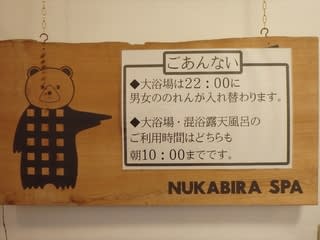 ごあんない
◆大浴場は22：00に
男女ののれんが入れ替わります。
◆大浴場・混浴露天風呂の
ご利用時間はどちらも
朝10：00までです。
NUKABIRA SPA